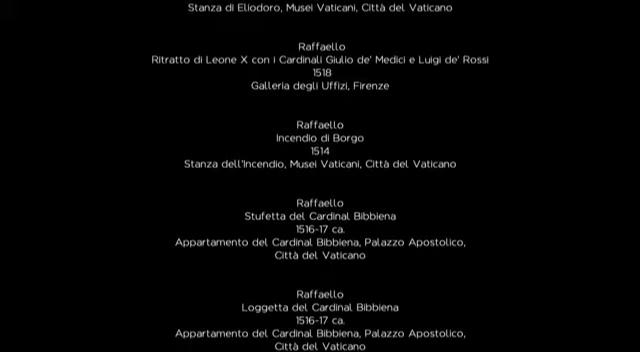 Stanza di Eliodoro, Musei Vaticani, Città del Vaticano
Raffaello
Ritratto di Leone X con i Cardinali Giulio de' Medici e Luigi de' Rossi
1518
Galleria degli Uffizi, Firenze
Raffaello
Incendio di Borgo
1514
Stanza dell'Incendio, Musei Vaticani, Città del Vaticano
Raffaello
Stufetta del Cardinal Bibbiena
1516-17 ca.
Appartamento del Cardinal Bibbiena, Palazzo Apostolico,
Città del Vaticano
Raffaello
Loggetta del Cardinal Bibbiena
1516-17 ca.
Appartamento del Cardinal Bibbiena, Palazzo Apostolico,
Città del Vaticano